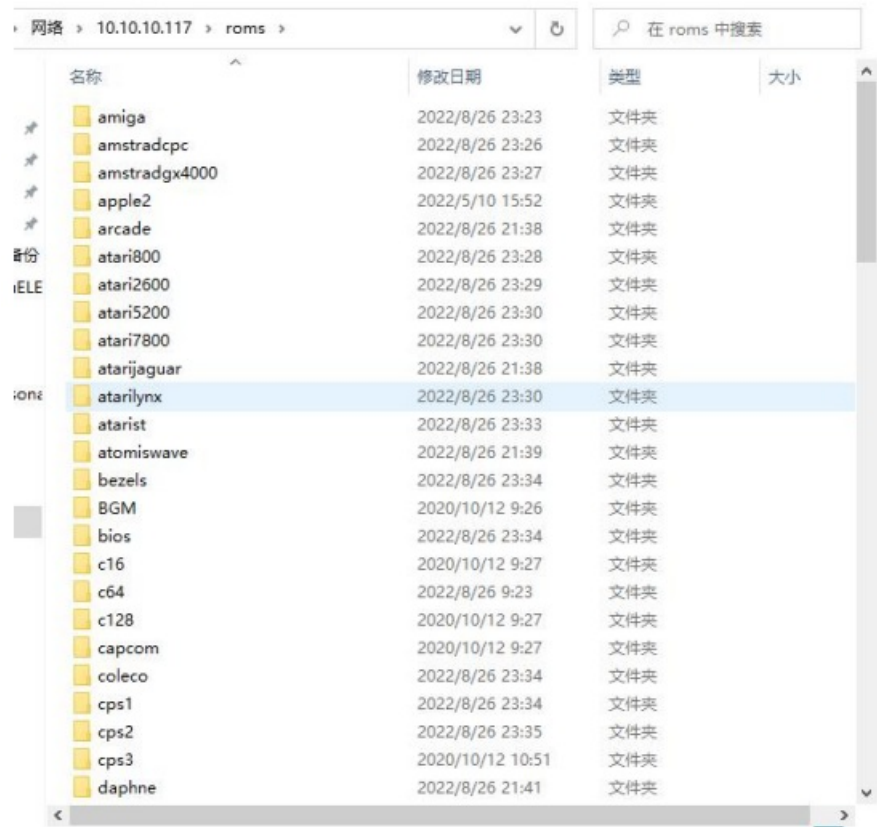 网络 › 10.10.10.117 › roms › 在 roms 中搜索
名称 修改日期 类型 大小
amiga 2022/8/26 23:23 文件夹
amstradcpc 2022/8/26 23:26 文件夹
amstradgx4000 2022/8/26 23:27 文件夹
apple2 2022/5/10 15:52 文件夹
arcade 2022/8/26 21:38 文件夹
备份 atari800 2022/8/26 23:28 文件夹
ELE atari2600 2022/8/26 23:29 文件夹
atari5200 2022/8/26 23:30 文件夹
atari7800 2022/8/26 23:30 文件夹
atarijaguar 2022/8/26 21:38 文件夹
sona atarilynx 2022/8/26 23:30 文件夹
atarist 2022/8/26 23:33 文件夹
atomiswave 2022/8/26 21:39 文件夹
bezels 2022/8/26 23:34 文件夹
BGM 2020/10/12 9:26 文件夹
bios 2022/8/26 23:34 文件夹
c16 2020/10/12 9:27 文件夹
c64 2022/8/26 9:23 文件夹
c128 2020/10/12 9:27 文件夹
capcom 2020/10/12 9:27 文件夹
coleco 2022/8/26 23:34 文件夹
cps1 2022/8/26 23:34 文件夹
cps2 2022/8/26 23:35 文件夹
cps3 2020/10/12 10:51 文件夹
daphne 2022/8/26 21:41 文件夹